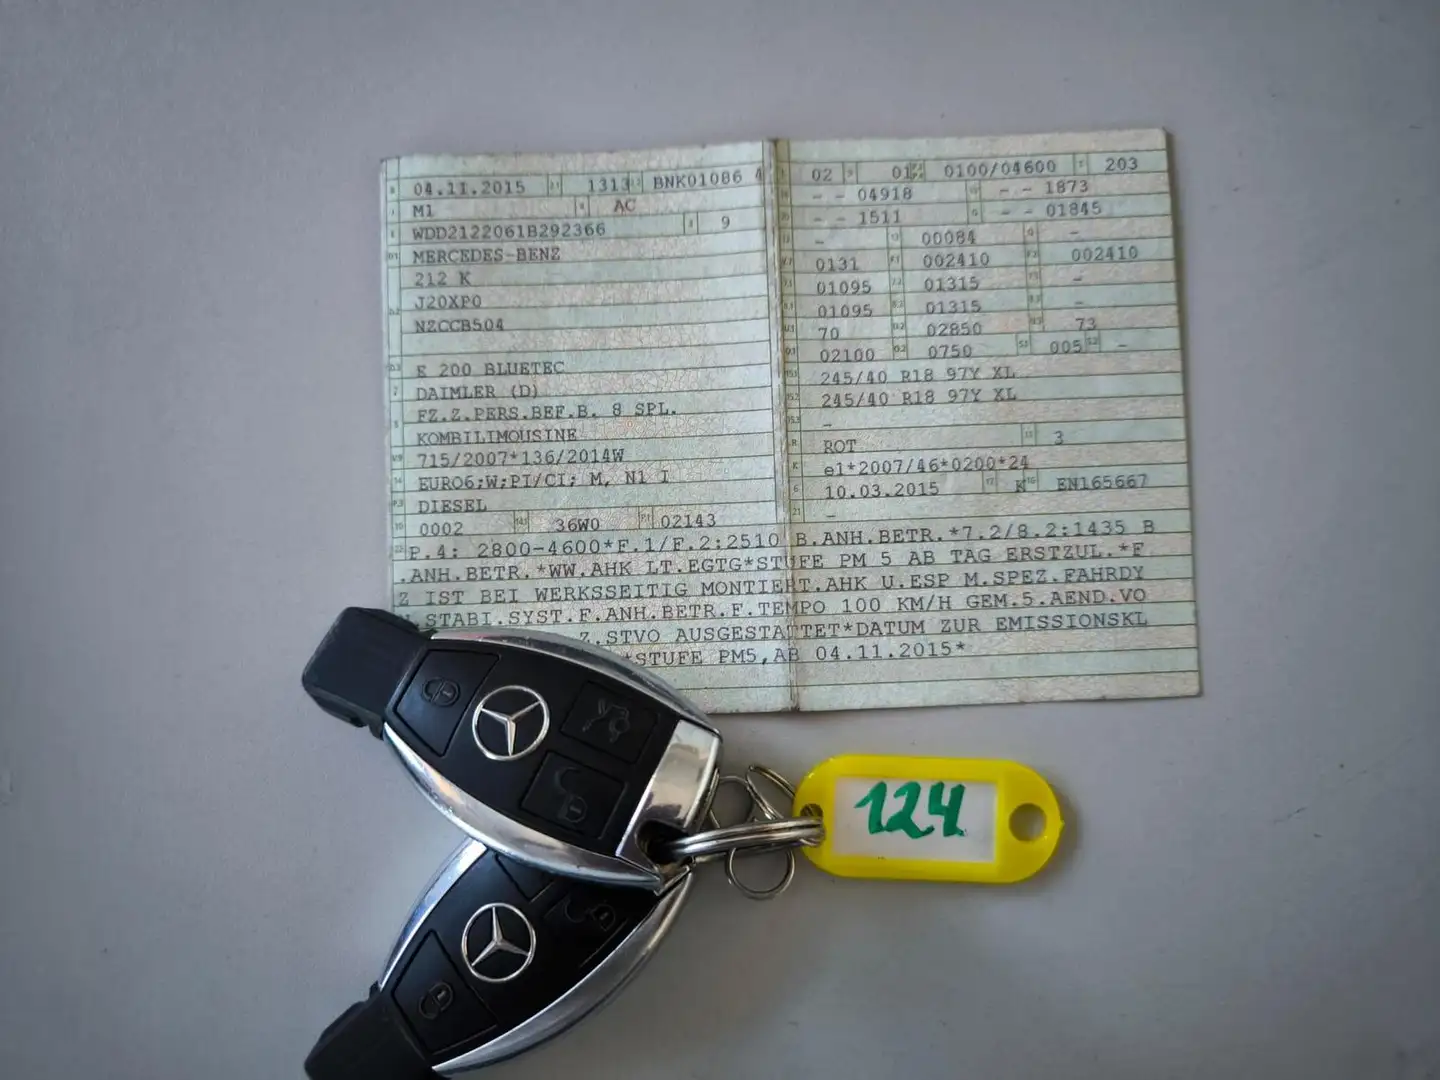 04.11.2015 1313 BNK01086 4
M1 AC
WDD2122061B292366 9
MERCEDES-BENZ
212 K
J20XP0
NZCCB504
E 200 BLUETEC
DAIMLER (D)
FZ.Z.PERS.BEF.B. 8 SPL.
KOMBILIMOUSINE
715/2007*136/2014W
EURO6;W;PI/CI; M, N1 I
DIESEL
0002 36W0 02143
02 01 0100/04600 203
- - 04918 - - 1873
- - 1511 - - 01845
- 00084 -
0131 002410 002410
01095 01315 -
01095 01315 -
70 02850 73
02100 0750 005 -
245/40 R18 97Y XL
245/40 R18 97Y XL
-
ROT 3
e1*2007/46*0200*24
10.03.2015 K EN165667
-
P.4: 2800-4600*F.1/F.2:2510 B.ANH.BETR.*7.2/8.2:1435 B
.ANH.BETR.*WW.AHK LT.EGTG*STUFE PM 5 AB TAG ERSTZUL.*F
Z IST BEI WERKSSEITIG MONTIERT.AHK U.ESP M.SPEZ.FAHRDY
.STABI.SYST.F.ANH.BETR.F.TEMPO 100 KM/H GEM.5.AEND.VO
Z.STVO AUSGESTATTET*DATUM ZUR EMISSIONSKL
*STUFE PM5,AB 04.11.2015*
124